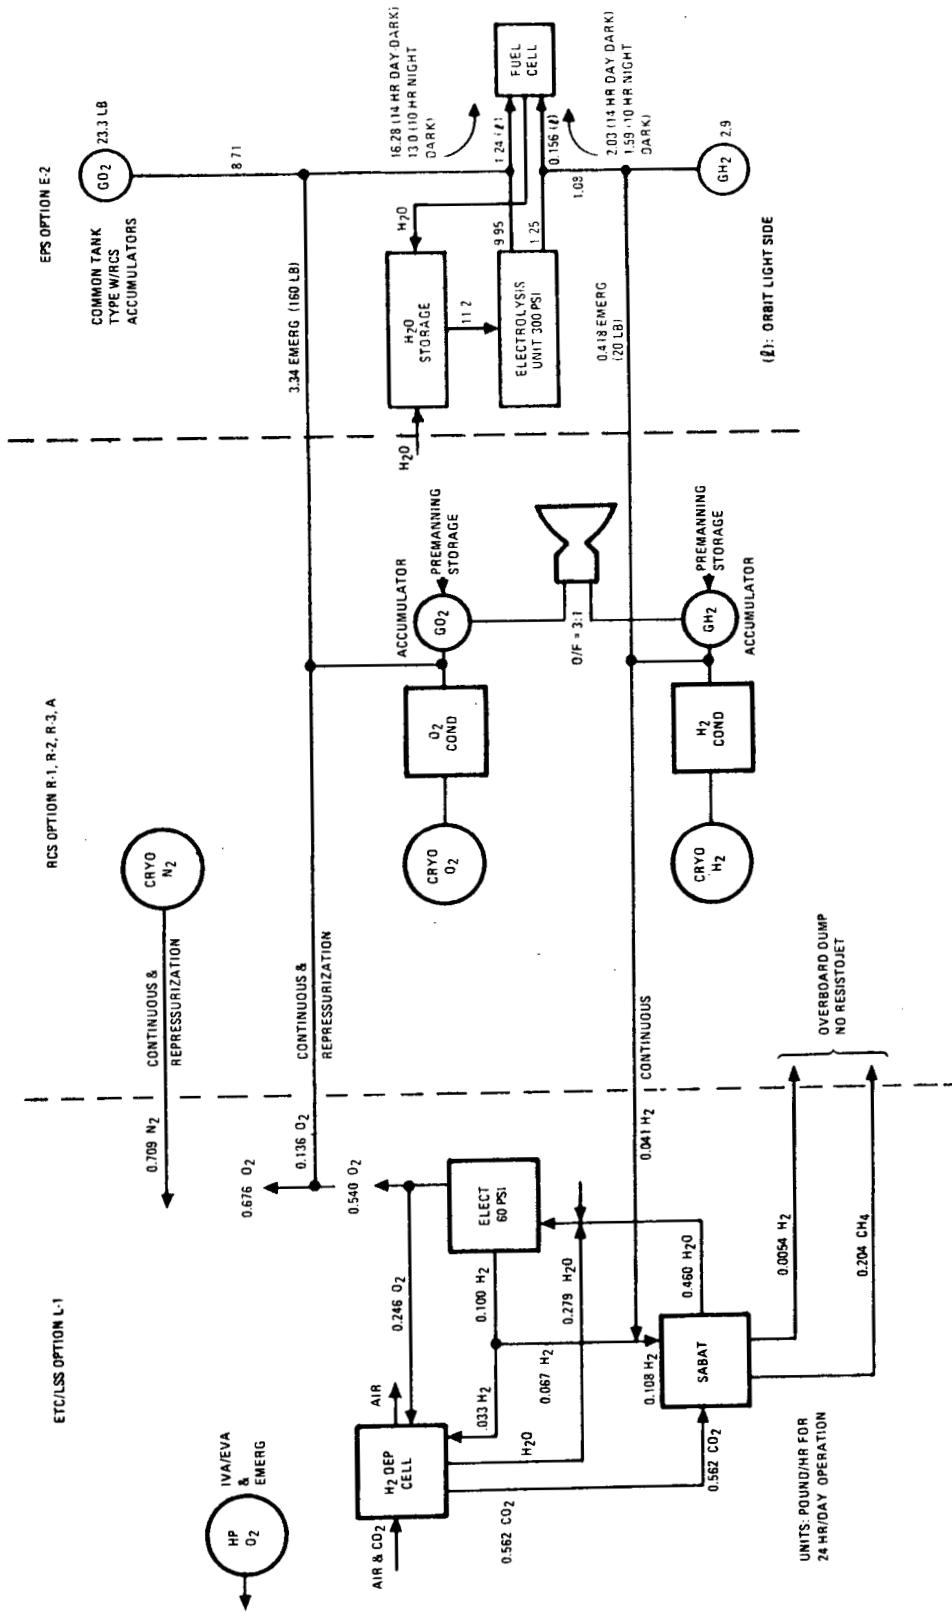 ETC/LSS OPTION L-1
RCS OPTION R-1, R-2, R-3, A
EPS OPTION E-2
HP
O2
IVA/EVA
&
EMERG
0.709 N2
CONTINUOUS &
REPRESSURIZATION
CRYO
N2
COMMON TANK
TYPE W/RCS
ACCUMULATORS
GO2
23.3 LB
8.71
0.676 O2
0.136 O2
0.540 O2
CONTINUOUS &
REPRESSURIZATION
3.34 EMERG (160 LB)
AIR & CO2
H2 DEP
CELL
AIR
0.246 O2
ELECT
60 PSI
0.100 H2
.033 H2
H2O
0.067 H2
0.279 H2O
0.562 CO2
0.562 CO2
0.108 H2
SABAT
0.460 H2O
0.041 H2
CONTINUOUS
0.0054 H2
0.204 CH4
OVERBOARD DUMP
NO RESISTOJET
UNITS: POUND/HR FOR
24 HR/DAY OPERATION
CRYO
O2
O2
COND
ACCUMULATOR
GO2
PREMANNING
STORAGE
O/F = 3:1
CRYO
H2
H2
COND
GH2
ACCUMULATOR
PREMANNING
STORAGE
H2O
H2O
STORAGE
H2O
11.2
ELECTROLYSIS
UNIT 300 PSI
9.95
1.25
1.24 (ℓ)
0.156 (ℓ)
1.09
FUEL
CELL
16.28 (14 HR DAY-DARK)
13.0 (10 HR NIGHT
DARK)
2.03 (14 HR DAY DARK)
1.59 (10 HR NIGHT
DARK)
0.418 EMERG
(20 LB)
GH2
2.9
(ℓ): ORBIT LIGHT SIDE